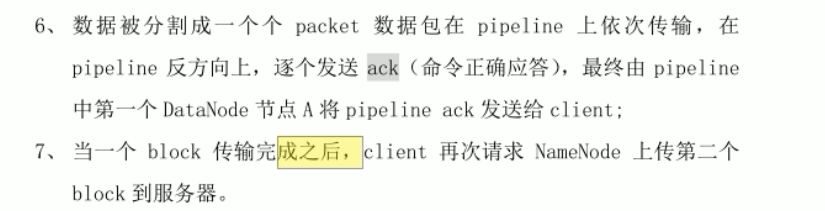 6、数据被分割成一个个 packet 数据包在 pipeline 上依次传输，在
pipeline 反方向上，逐个发送 ack（命令正确应答），最终由 pipeline
中第一个 DataNode 节点 A 将 pipeline ack 发送给 client;
7、当一个 block 传输完成之后，client 再次请求 NameNode 上传第二个
block 到服务器。